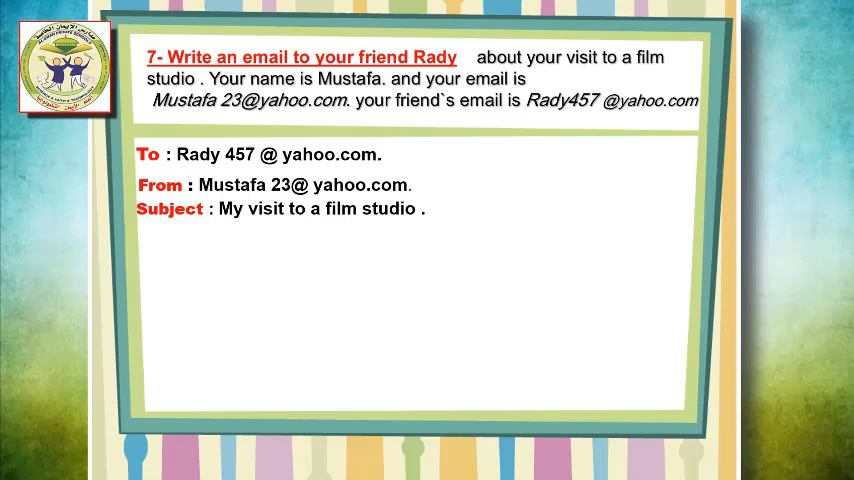 7- Write an email to your friend Rady about your visit to a film
studio . Your name is Mustafa. and your email is
Mustafa 23@yahoo.com. your friend`s email is Rady457 @yahoo.com
To : Rady 457 @ yahoo.com.
From : Mustafa 23@ yahoo.com.
Subject : My visit to a film studio .